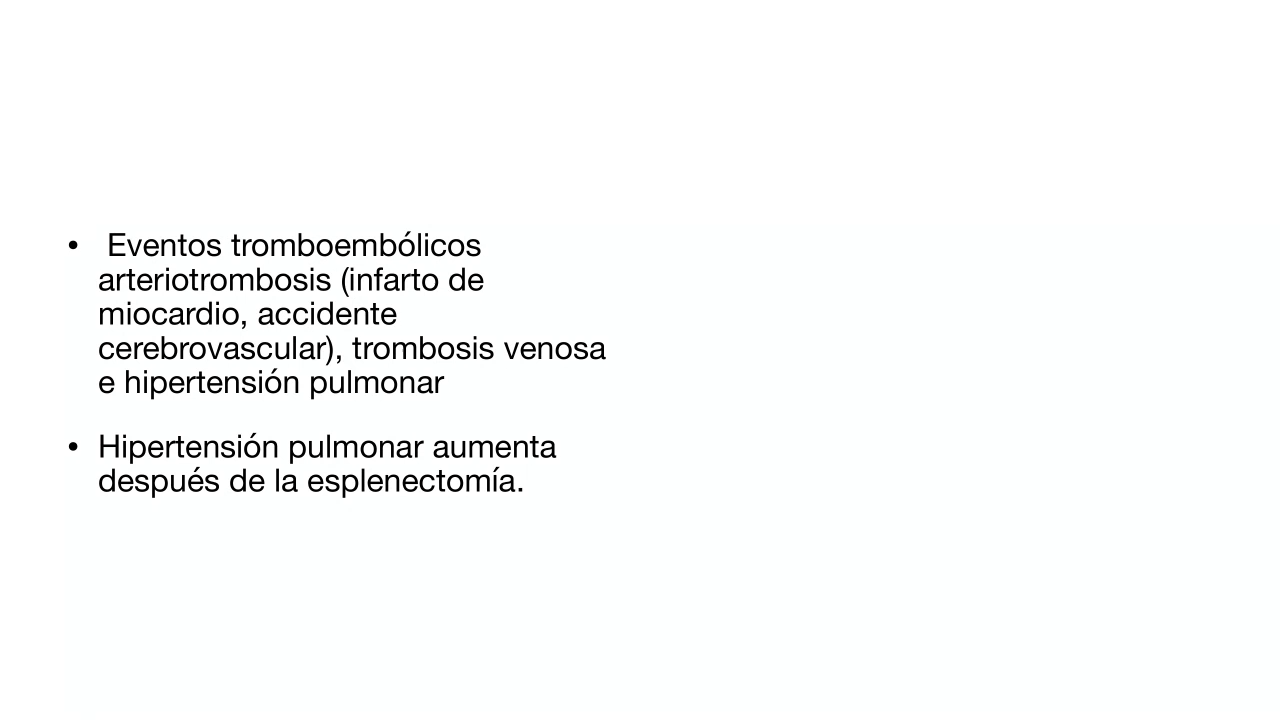 • Eventos tromboembólicos
arteriotrombosis (infarto de
miocardio, accidente
cerebrovascular), trombosis venosa
e hipertensión pulmonar
• Hipertensión pulmonar aumenta
después de la esplenectomía.